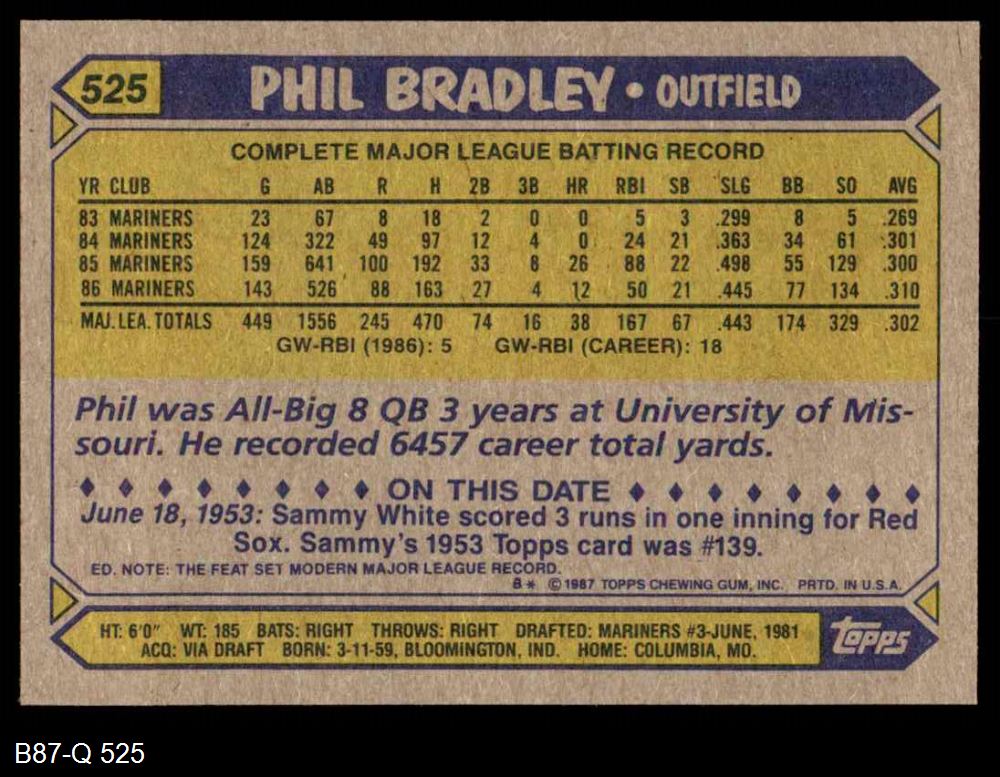 525 PHIL BRADLEY • OUTFIELD
COMPLETE MAJOR LEAGUE BATTING RECORD
YR CLUB G AB R H 2B 3B HR RBI SB SLG BB SO AVG
83 MARINERS 23 67 8 18 2 0 0 5 3 .299 8 5 .269
84 MARINERS 124 322 49 97 12 4 0 24 21 .363 34 61 .301
85 MARINERS 159 641 100 192 33 8 26 88 22 .498 55 129 .300
86 MARINERS 143 526 88 163 27 4 12 50 21 .445 77 134 .310
MAJ. LEA. TOTALS 449 1556 245 470 74 16 38 167 67 .443 174 329 .302
GW-RBI (1986): 5 GW-RBI (CAREER): 18
Phil was All-Big 8 QB 3 years at University of Mis-
souri. He recorded 6457 career total yards.
ON THIS DATE
June 18, 1953: Sammy White scored 3 runs in one inning for Red
Sox. Sammy's 1953 Topps card was #139.
ED. NOTE: THE FEAT SET MODERN MAJOR LEAGUE RECORD.
B* © 1987 TOPPS CHEWING GUM, INC. PRTD. IN U.S.A.
HT: 6'0" WT: 185 BATS: RIGHT THROWS: RIGHT DRAFTED: MARINERS #3-JUNE, 1981
ACQ: VIA DRAFT BORN: 3-11-59, BLOOMINGTON, IND. HOME: COLUMBIA, MO.
topps
B87-Q 525